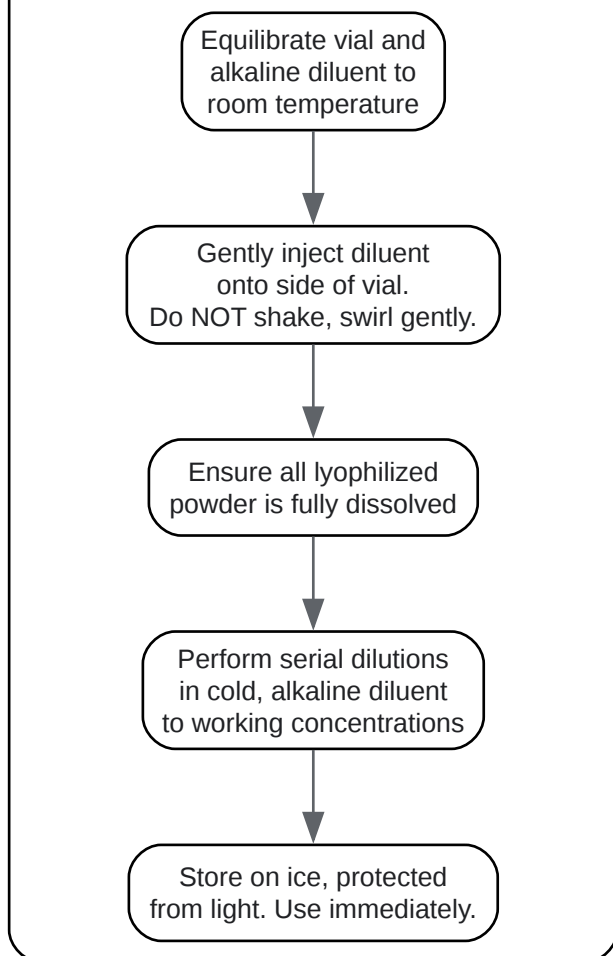 Equilibrate vial and
alkaline diluent to
room temperature
Gently inject diluent
onto side of vial.
Do NOT shake, swirl gently.
Ensure all lyophilized
powder is fully dissolved
Perform serial dilutions
in cold, alkaline diluent
to working concentrations
Store on ice, protected
from light. Use immediately.